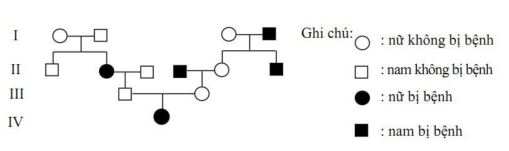 I
II
III
IV
Ghi chú:
: nữ không bị bệnh
: nam không bị bệnh
: nữ bị bệnh
: nam bị bệnh